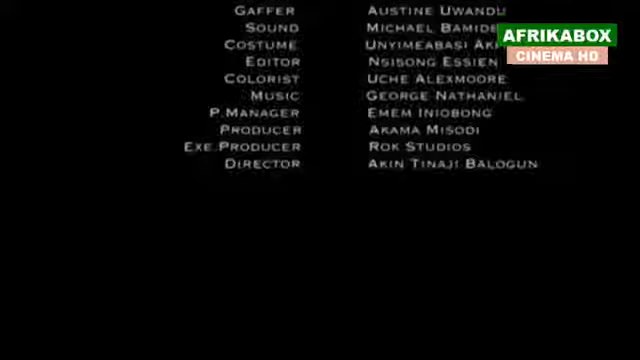 GAFFER AUSTINE UWANDU
SOUND MICHAEL BAMIDE
COSTUME UNYIMEABASI
EDITOR NSISONG ESSIEN
COLORIST UCHE ALEXMOORE
MUSIC GEORGE NATHANIEL
P.MANAGER EMEM INIOBONG
PRODUCER AKAMA MISODI
EXE.PRODUCER ROK STUDIOS
DIRECTOR AKIN TINAJI BALOGUN
AFRIKABOX
CINEMA HD